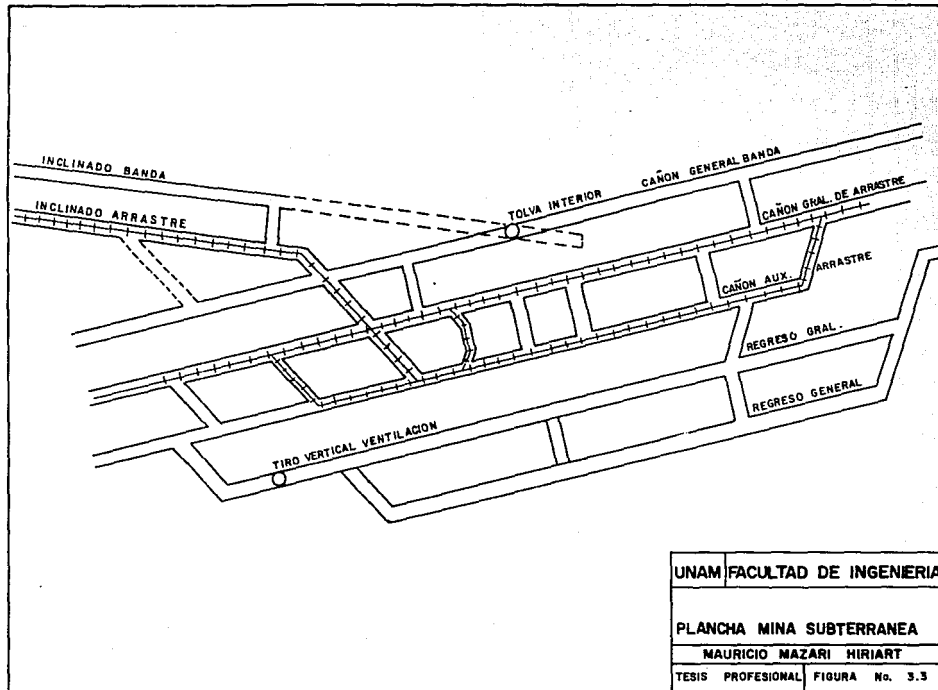 INCLINADO BANDA
INCLINADO ARRASTRE
TOLVA INTERIOR
CAÑON GENERAL BANDA
CAÑON GRAL. DE ARRASTRE
CAÑON AUX. ARRASTRE
REGRESO GRAL.
REGRESO GENERAL
TIRO VERTICAL VENTILACION
UNAM FACULTAD DE INGENIERIA
PLANCHA MINA SUBTERRANEA
MAURICIO MAZARI HIRIART
TESIS PROFESIONAL FIGURA No. 3.3